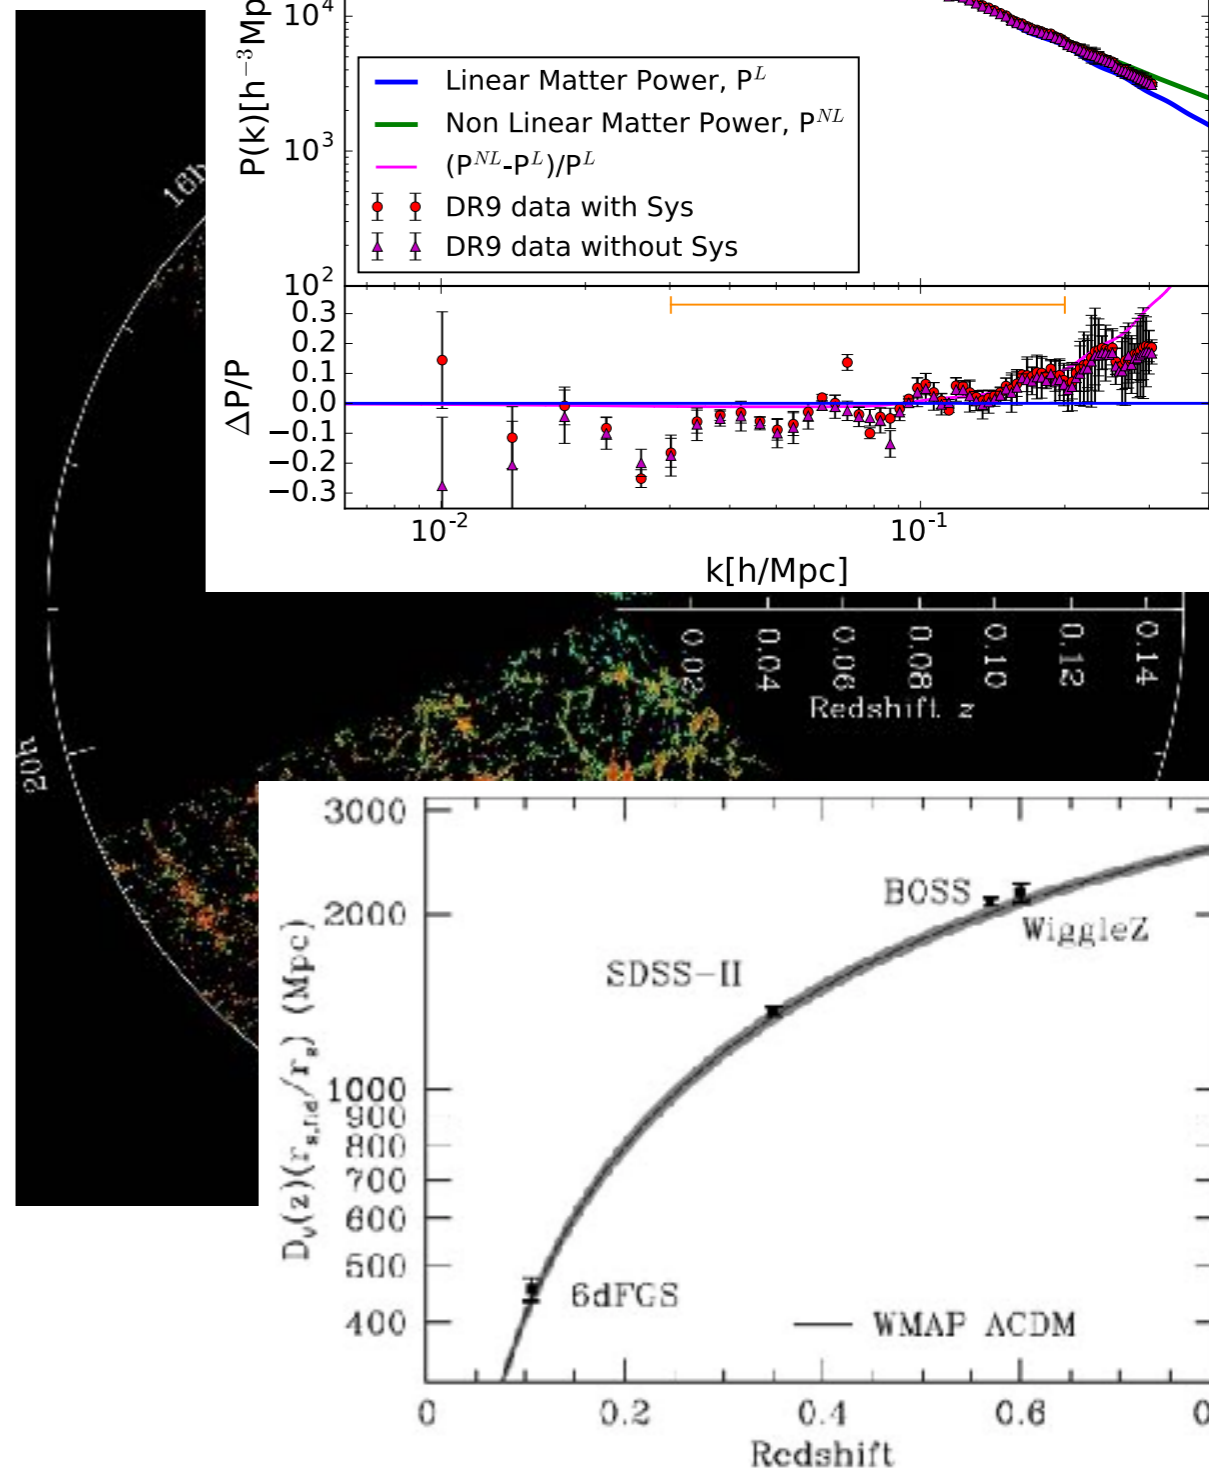 10^4
P(k)[h^-3Mp
10^3
10^2
Linear Matter Power, P^L
Non Linear Matter Power, P^NL
(P^NL-P^L)/P^L
DR9 data with Sys
DR9 data without Sys
16h
ΔP/P
0.3
0.2
0.1
0.0
−0.1
−0.2
−0.3
10^-2
10^-1
k[h/Mpc]
0.02
0.04
0.06
0.08
0.10
0.12
0.14
Redshift z
20h
D_V(z)(r_s,fid/r_s) (Mpc)
3000
2000
1000
900
800
700
600
500
400
BOSS
WiggleZ
SDSS−II
6dFGS
WMAP ΛCDM
0
0.2
0.4
0.6
0
Redshift